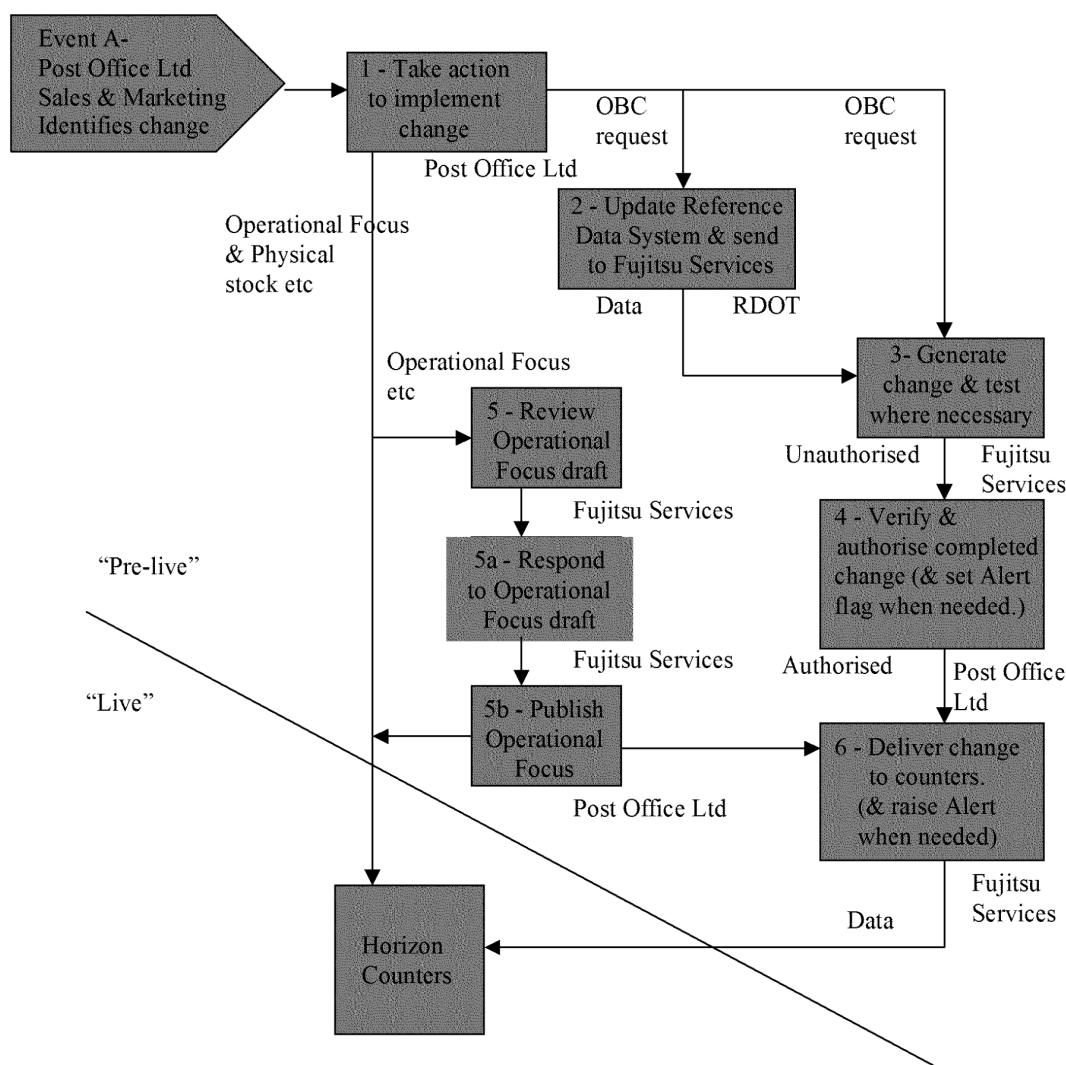 Event A-
Post Office Ltd
Sales & Marketing
Identifies change
1 - Take action
to implement
change
Post Office Ltd
OBC
request
OBC
request
2 - Update Reference
Data System & send
to Fujitsu Services
Data
RDOT
Operational Focus
& Physical
stock etc
3- Generate
change & test
where necessary
Unauthorised
Fujitsu
Services
Operational Focus
etc
5 - Review
Operational
Focus draft
Fujitsu Services
4 - Verify &
authorise completed
change (& set Alert
flag when needed.)
Authorised
Post Office
Ltd
5a - Respond
to Operational
Focus draft
Fujitsu Services
“Pre-live”
“Live”
5b - Publish
Operational
Focus
Post Office Ltd
6 - Deliver change
to counters.
(& raise Alert
when needed)
Fujitsu
Services
Data
Horizon
Counters